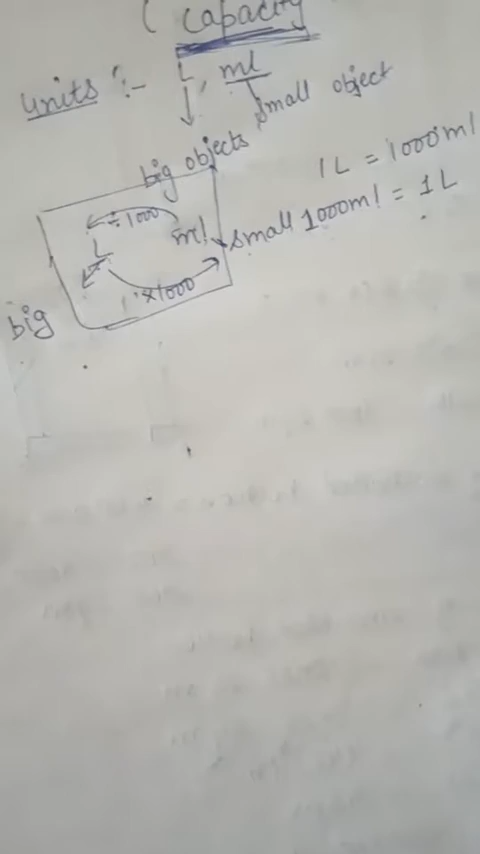 ( Capacity
Units :- L, ml
small object
big objects
1L = 1000ml
÷1000
L ml small 1000ml = 1L
×1000
big